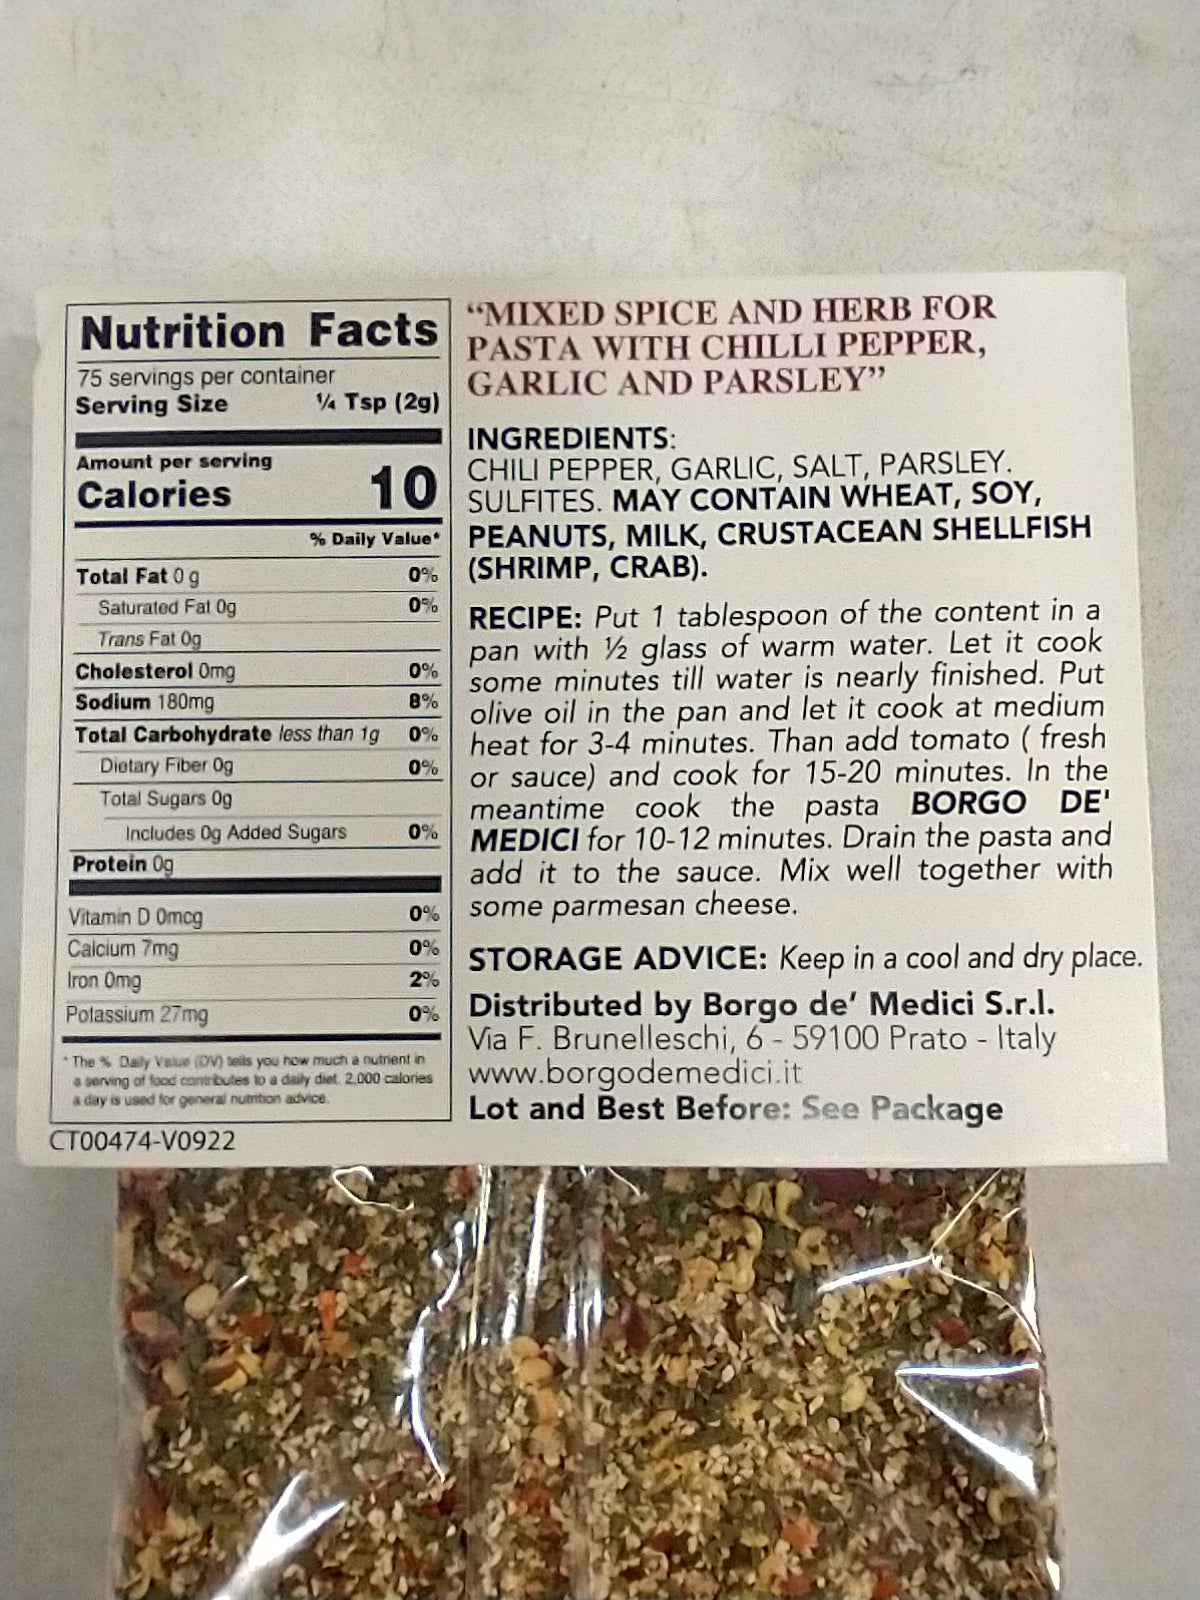 Nutrition Facts
75 servings per container
Serving Size ¼ Tsp (2g)
Amount per serving
Calories 10
% Daily Value*
Total Fat 0 g 0%
Saturated Fat 0g 0%
Trans Fat 0g
Cholesterol 0mg 0%
Sodium 180mg 8%
Total Carbohydrate less than 1g 0%
Dietary Fiber 0g 0%
Total Sugars 0g
Includes 0g Added Sugars 0%
Protein 0g
Vitamin D 0mcg 0%
Calcium 7mg 0%
Iron 0mg 2%
Potassium 27mg 0%
* The % Daily Value (DV) tells you how much a nutrient in
a serving of food contributes to a daily diet. 2,000 calories
a day is used for general nutrition advice.
CT00474-V0922
“MIXED SPICE AND HERB FOR
PASTA WITH CHILLI PEPPER,
GARLIC AND PARSLEY”
INGREDIENTS:
CHILI PEPPER, GARLIC, SALT, PARSLEY.
SULFITES. MAY CONTAIN WHEAT, SOY,
PEANUTS, MILK, CRUSTACEAN SHELLFISH
(SHRIMP, CRAB).
RECIPE: Put 1 tablespoon of the content in a
pan with ½ glass of warm water. Let it cook
some minutes till water is nearly finished. Put
olive oil in the pan and let it cook at medium
heat for 3-4 minutes. Than add tomato ( fresh
or sauce) and cook for 15-20 minutes. In the
meantime cook the pasta BORGO DE'
MEDICI for 10-12 minutes. Drain the pasta and
add it to the sauce. Mix well together with
some parmesan cheese.
STORAGE ADVICE: Keep in a cool and dry place.
Distributed by Borgo de’ Medici S.r.l.
Via F. Brunelleschi, 6 - 59100 Prato - Italy
www.borgodemedici.it
Lot and Best Before: See Package